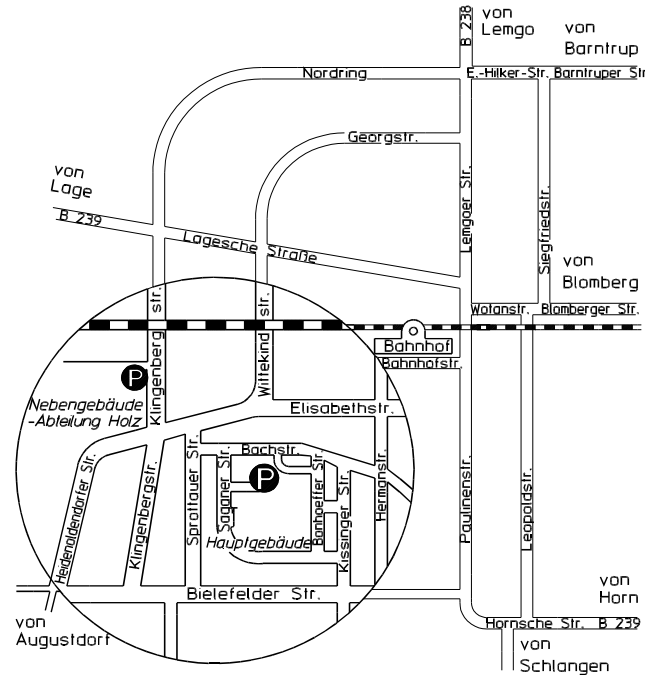 B 238
von
Lemgo
von
Barntrup
Nordring
E.-Hilker-Str.
Barntruper Str
Georgstr.
von
Lage
B 239
Lagesche Straße
Lemgoer Str.
Siegfriedstr.
von
Blomberg
Wotanstr.
Blomberger Str.
Klingenberg str.
Wittekind str.
Bahnhof
Bahnhofstr.
P
Nebengebäude
-Abteilung Holz
Elisabethstr.
Heidenoldendorfer Str.
Klingenbergstr.
Sprottauer Str.
Saganer Str.
Bachstr.
P
Hauptgebäude
Bonhoeffer Str.
Kissinger Str.
Hermanstr.
Paulinenstr.
Leopoldstr.
Bielefelder Str.
von
Augustdorf
von
Horn
Hornsche Str.
B 239
von
Schlangen